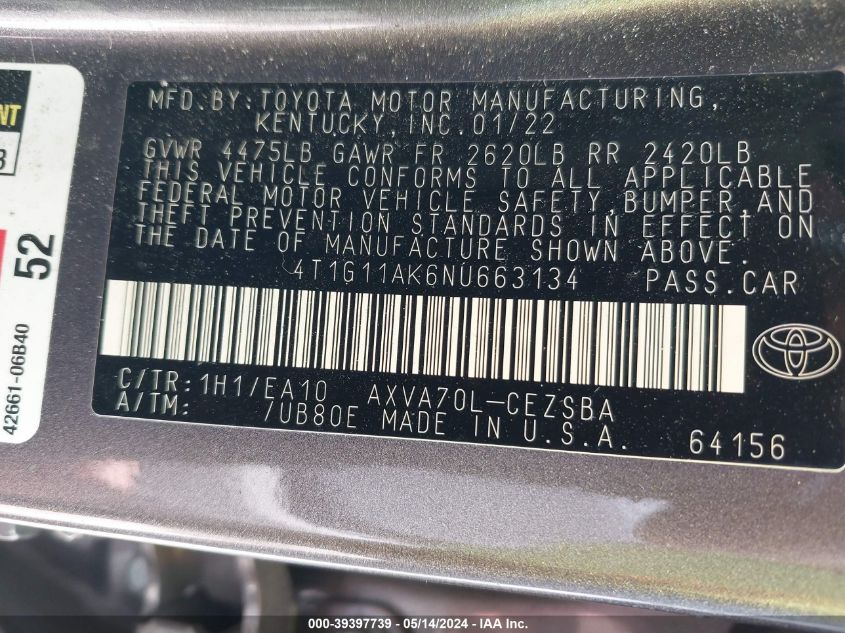 MFD.BY:TOYOTA MOTOR MANUFACTURING,
KENTUCKY,INC.01/22
GVWR 4475LB GAWR FR 2620LB RR 2420LB
THIS VEHICLE CONFORMS TO ALL APPLICABLE
FEDERAL MOTOR VEHICLE SAFETY,BUMPER,AND
THEFT PREVENTION STANDARDS IN EFFECT ON
THE DATE OF MANUFACTURE SHOWN ABOVE.
4T1G11AK6NU663134 PASS.CAR
C/TR:1H1/EA10 AXVA70L-CEZSBA
A/TM: /UB80E MADE IN U.S.A. 64156
52
42661-06B40
000-39397739 / 05/14/2024 / IAAI.com